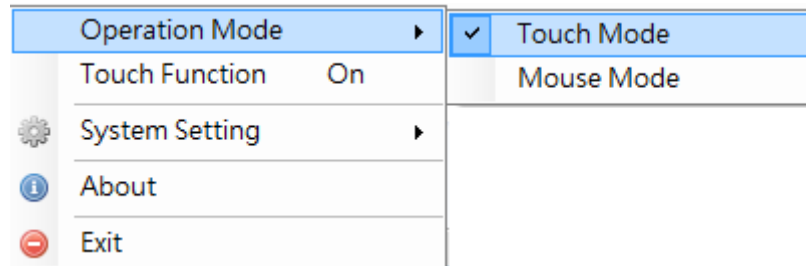 Operation Mode
Touch Mode
Touch Function On
Mouse Mode
System Setting
About
Exit